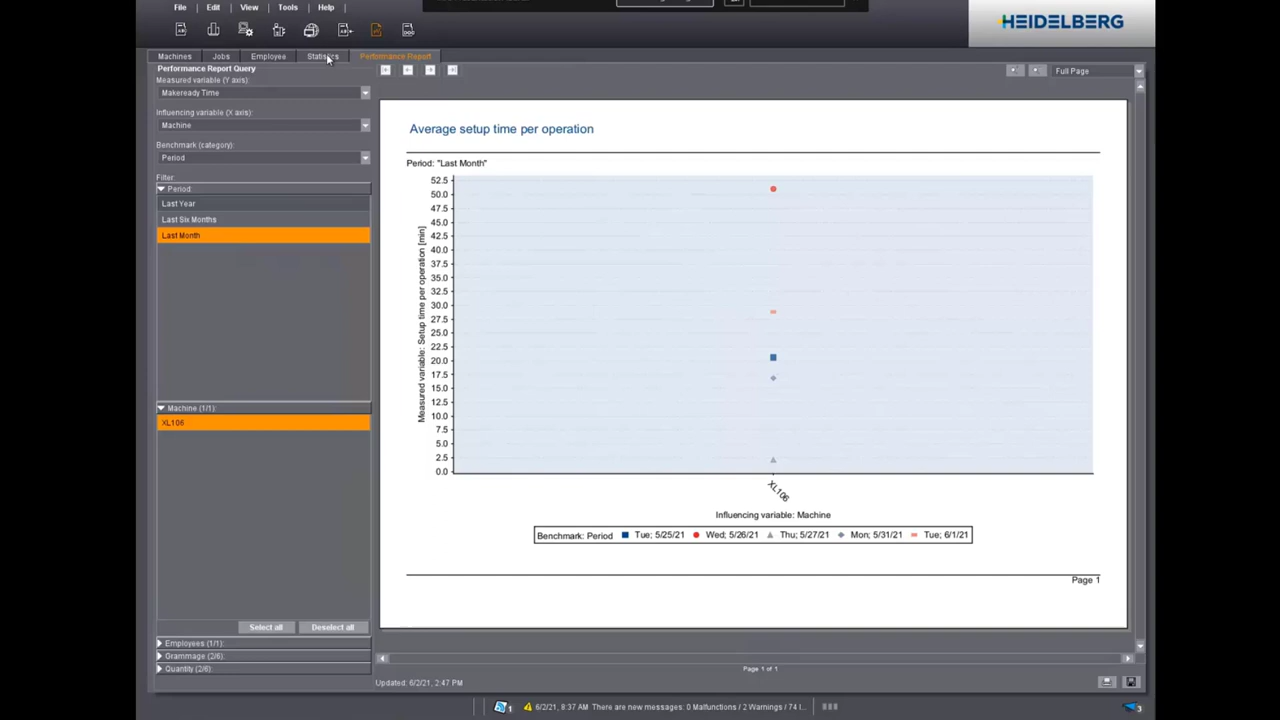 File Edit View Tools Help
HEIDELBERG
Machines Jobs Employee Statistics Performance Report
Performance Report Query
Measured variable (Y axis):
Makeready Time
Influencing variable (X axis):
Machine
Benchmark (category):
Period
Filter:
Period:
Last Year
Last Six Months
Last Month
Machine (1/1):
XL106
Select all Deselect all
Employees (1/1):
Grammage (2/6):
Quantity (2/6):
Full Page
Average setup time per operation
Period: "Last Month"
Measured variable: Setup time per operation [min]
52.5
50.0
47.5
45.0
42.5
40.0
37.5
35.0
32.5
30.0
27.5
25.0
22.5
20.0
17.5
15.0
12.5
10.0
7.5
5.0
2.5
0.0
XL106
Influencing variable: Machine
Benchmark: Period Tue; 5/25/21 Wed; 5/26/21 Thu; 5/27/21 Mon; 5/31/21 Tue; 6/1/21
Page 1
Page 1 of 1
Updated: 6/2/21, 2:47 PM
1 6/2/21, 8:37 AM There are new messages: 0 Malfunctions / 2 Warnings / 74 I... 3